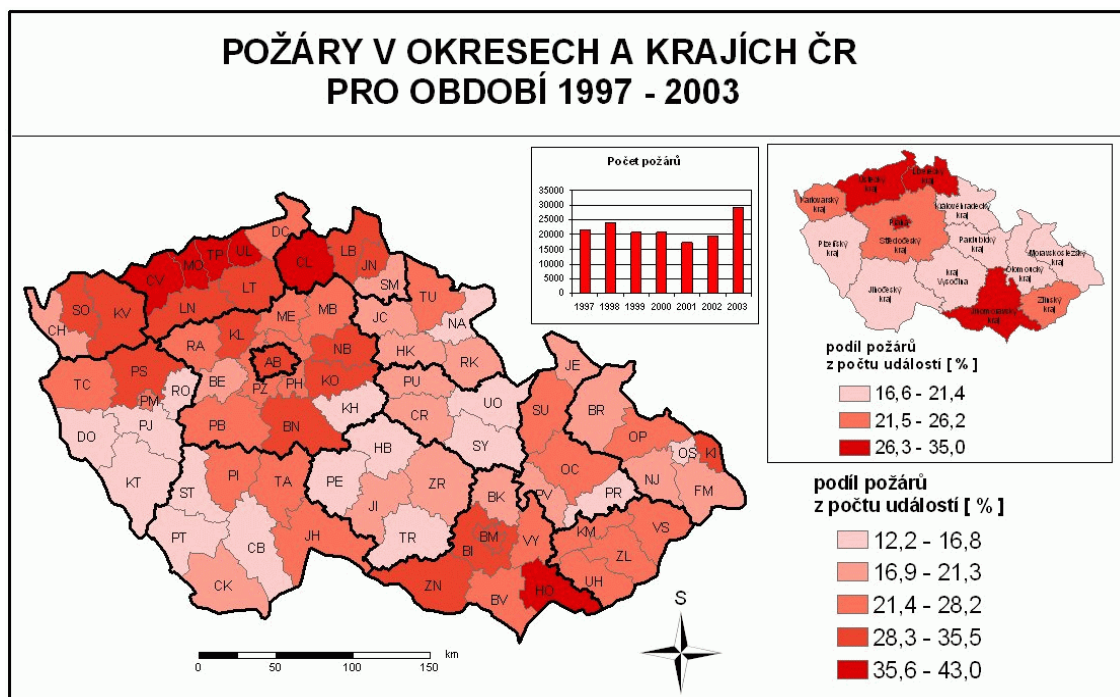 POŽÁRY V OKRESECH A KRAJÍCH ČR
PRO OBDOBÍ 1997 - 2003
Počet požárů
35000
30000
25000
20000
15000
10000
5000
0
1997 1998 1999 2000 2001 2002 2003
Karlovarský
kraj
Praha
Středočeský
kraj
Královéhradecký
kraj
Plzeňský
kraj
Pardubický
kraj
Moravskoslezský
kraj
Olomoucký
kraj
kraj
Vysočina
Jihočeský
kraj
Jihomoravský
kraj
Zlínský
kraj
podíl požárů
z počtu událostí [ % ]
16,6 - 21,4
21,5 - 26,2
26,3 - 35,0
podíl požárů
z počtu událostí [ % ]
12,2 - 16,8
16,9 - 21,3
21,4 - 28,2
28,3 - 35,5
35,6 - 43,0
DC
CV MO TP UL CL LB JN
SM
LT
LN
CH SO KV
TU
NA
JC
ME MB
RA KL
AB
NB
HK RK
TC PS RO BE PZ PH KO
PM
PU
KH
CR
UO
JE
DO PJ PB BN
SU BR
OP
SY
HB
KT ST PI TA PE
OC
OS KI
ZR
JI
BK PV PR NJ FM
PT CB JH TR
BI BM VY KM VS
ZL
CK
ZN BV HO UH
S
km
0 50 100 150